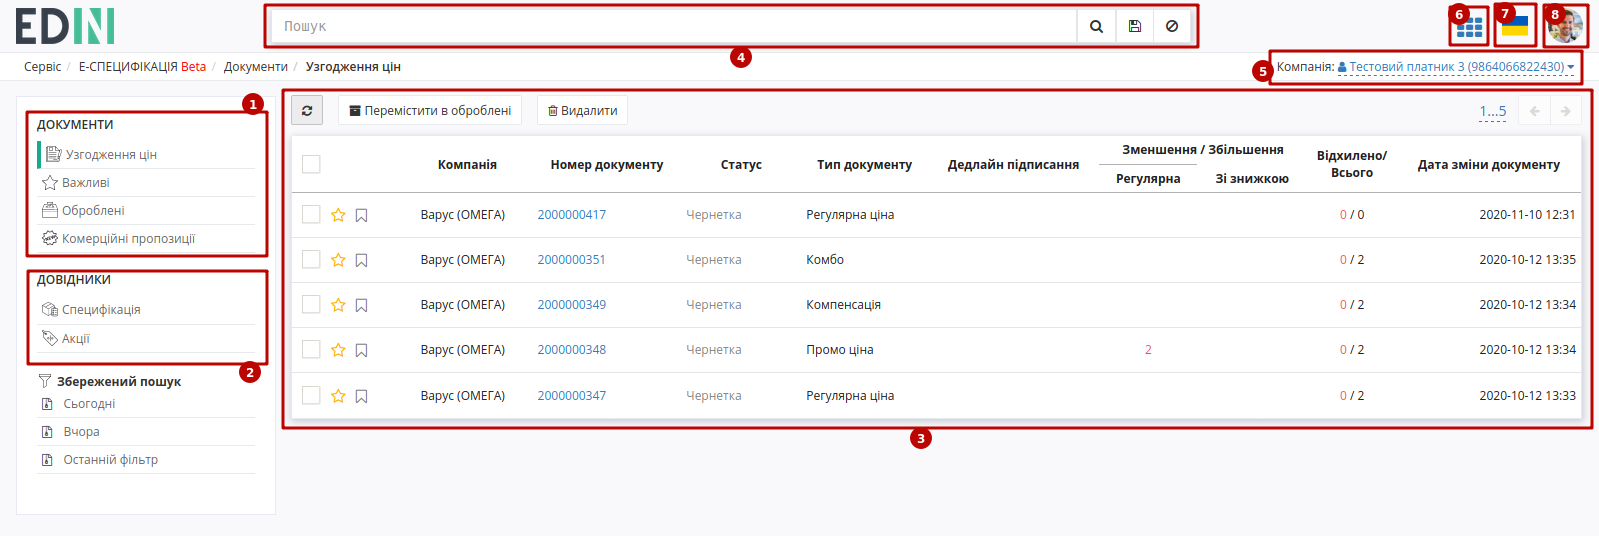 EDIN
Пошук
4
6
7
8
Сервіс / Е-СПЕЦИФІКАЦІЯ Beta / Документи / Узгодження цін
5
Компанія: Тестовий платник 3 (9864066822430)
1
ДОКУМЕНТИ
Узгодження цін
Важливі
Оброблені
Комерційні пропозиції
ДОВІДНИКИ
Специфікація
Акції
2
Збережений пошук
Сьогодні
Вчора
Останній фільтр
Перемістити в оброблені Видалити 1...5
Компанія Номер документу Статус Тип документу Дедлайн підписання Зменшення / Збільшення Регулярна Зі знижкою Відхилено/ Всього Дата зміни документу
Варус (ОМЕГА) 2000000417 Чернетка Регулярна ціна 0 / 0 2020-11-10 12:31
Варус (ОМЕГА) 2000000351 Чернетка Комбо 0 / 2 2020-10-12 13:35
Варус (ОМЕГА) 2000000349 Чернетка Компенсація 0 / 2 2020-10-12 13:34
Варус (ОМЕГА) 2000000348 Чернетка Промо ціна 2 0 / 2 2020-10-12 13:34
Варус (ОМЕГА) 2000000347 Чернетка Регулярна ціна 0 / 2 2020-10-12 13:33
3